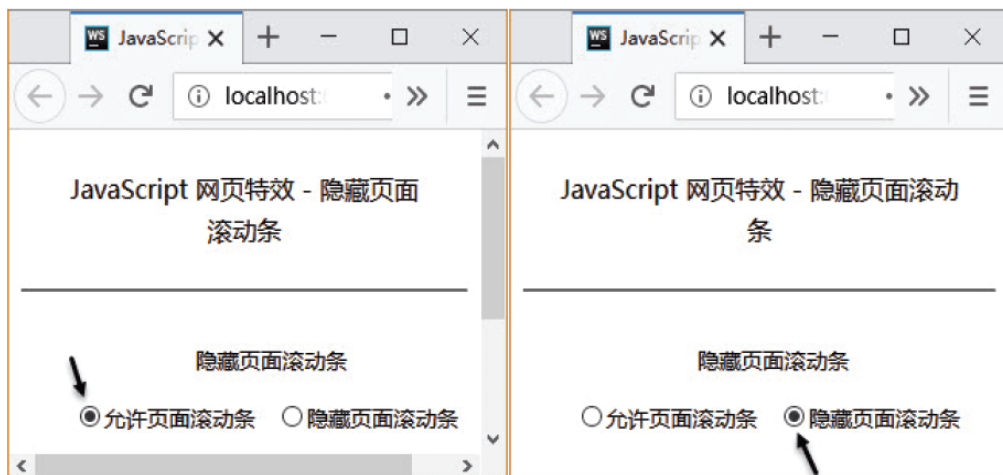 JavaScrip
localhost:
JavaScript 网页特效 - 隐藏页面
滚动条
隐藏页面滚动条
允许页面滚动条 隐藏页面滚动条
JavaScrip
localhost:
JavaScript 网页特效 - 隐藏页面滚动
条
隐藏页面滚动条
允许页面滚动条 隐藏页面滚动条